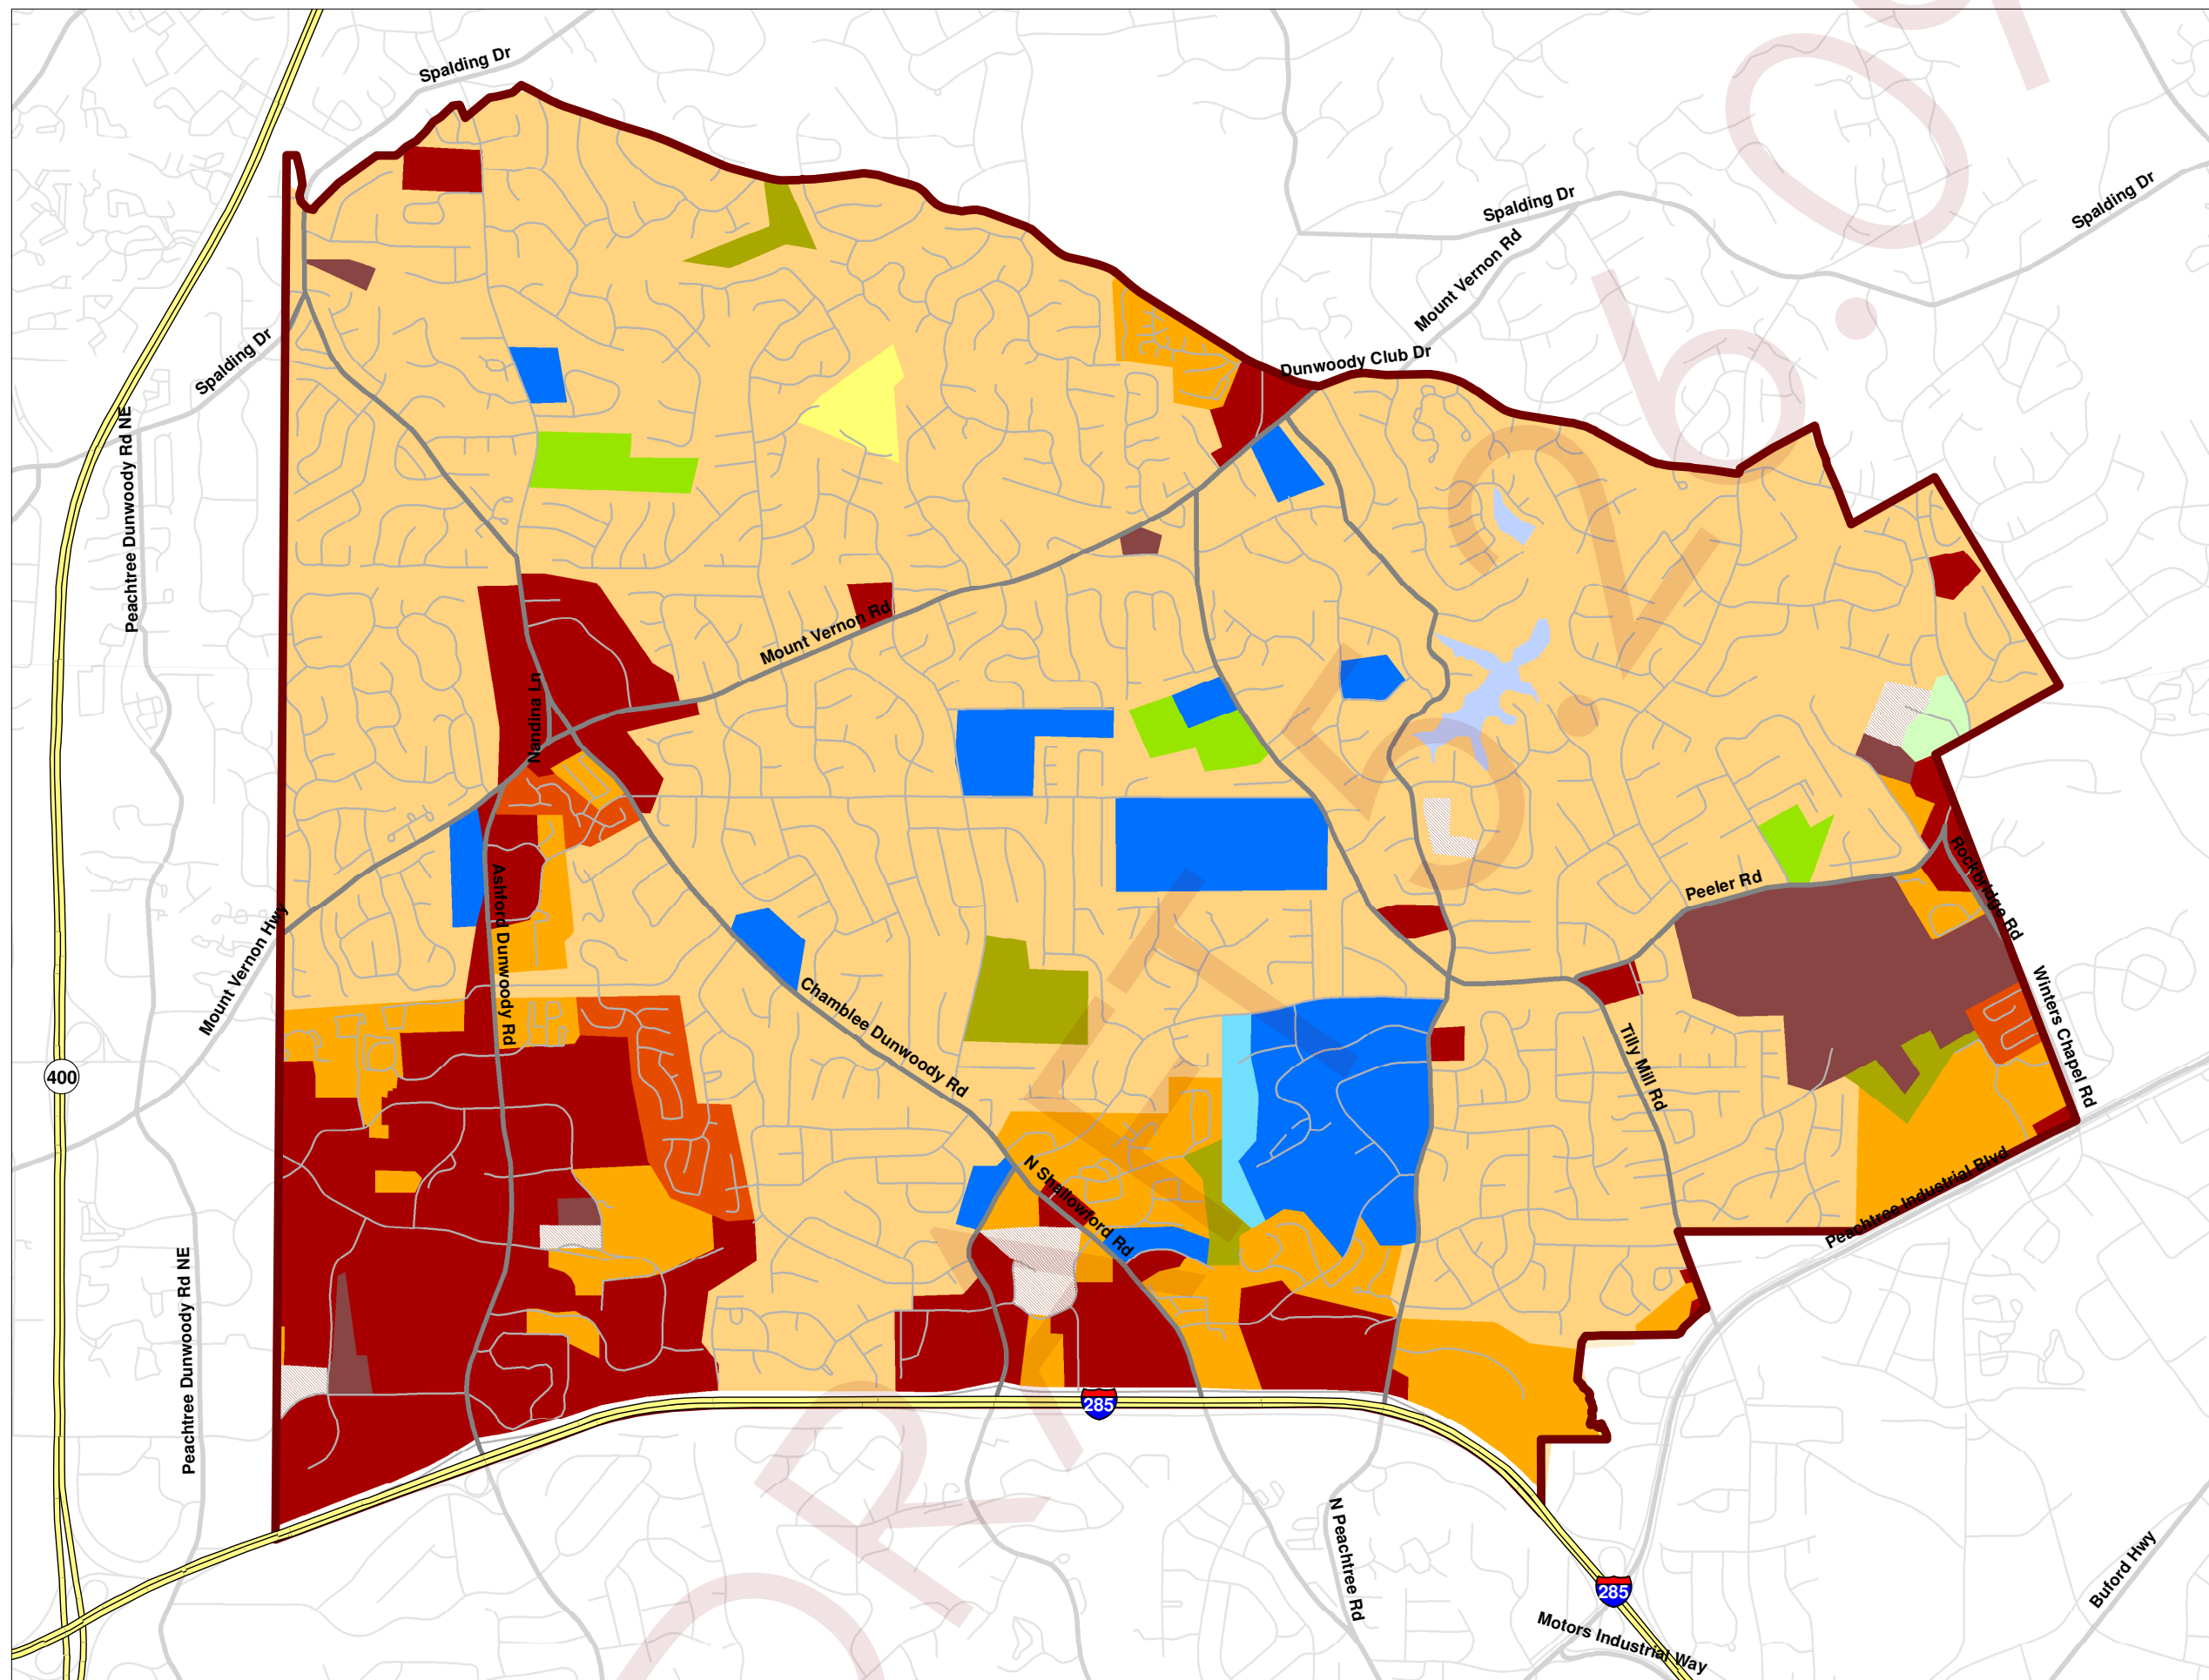 Spalding Dr
Spalding Dr
Spalding Dr
Mount Vernon Rd
Dunwoody Club Dr
Spalding Dr
Peachtree Dunwoody Rd NE
Mount Vernon Rd
Nandina Ln
Ashford Dunwoody Rd
Mount Vernon Hwy
Peeler Rd
Rockbridge Rd
Winters Chapel Rd
Chamblee Dunwoody Rd
Tilly Mill Rd
400
N Shallowford Rd
Peachtree Industrial Blvd
Peachtree Dunwoody Rd NE
285
N Peachtree Rd
285
Buford Hwy
Motors Industrial Way